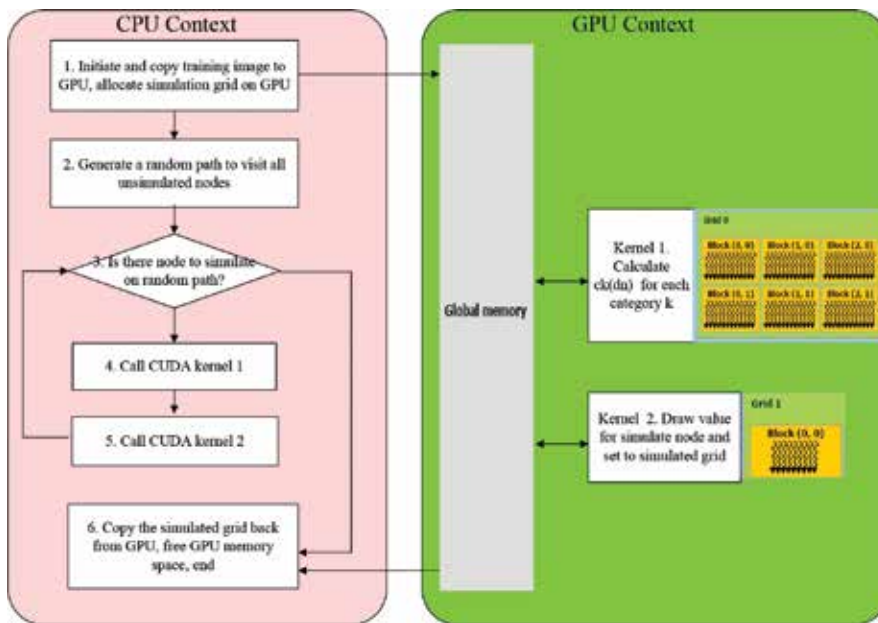 CPU Context
1. Initiate and copy training image to
GPU, allocate simulation grid on GPU
2. Generate a random path to visit all
unsimulated nodes
3. Is there node to simulate
on random path?
4. Call CUDA kernel 1
5. Call CUDA kernel 2
6. Copy the simulated grid back
from GPU, free GPU memory
space, end
GPU Context
Global memory
Kernel 1.
Calculate
ck(dn) for each
category k
Grid 0
Block (0, 0)
Block (1, 0)
Block (2, 0)
Block (0, 1)
Block (1, 1)
Block (2, 1)
Kernel 2. Draw value
for simulate node and
set to simulated grid
Grid 1
Block (0, 0)